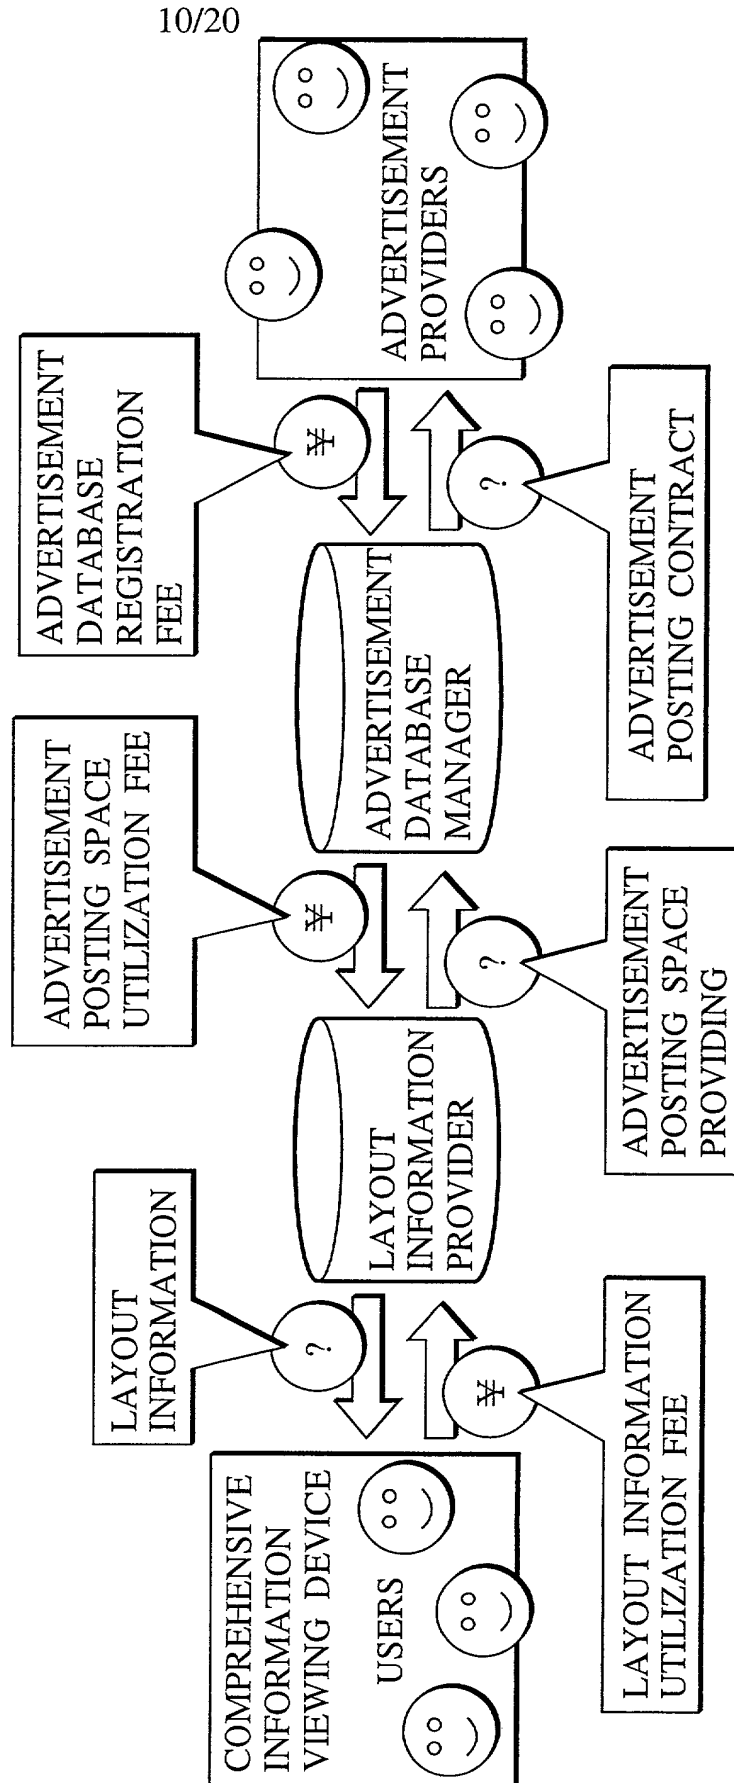 10/20
ADVERTISEMENT
PROVIDERS
ADVERTISEMENT
DATABASE
REGISTRATION
FEE
¥
?
ADVERTISEMENT
POSTING CONTRACT
ADVERTISEMENT
DATABASE
MANAGER
ADVERTISEMENT
POSTING SPACE
UTILIZATION FEE
¥
?
ADVERTISEMENT
POSTING SPACE
PROVIDING
LAYOUT
INFORMATION
PROVIDER
LAYOUT
INFORMATION
?
¥
LAYOUT INFORMATION
UTILIZATION FEE
COMPREHENSIVE
INFORMATION
VIEWING DEVICE
USERS